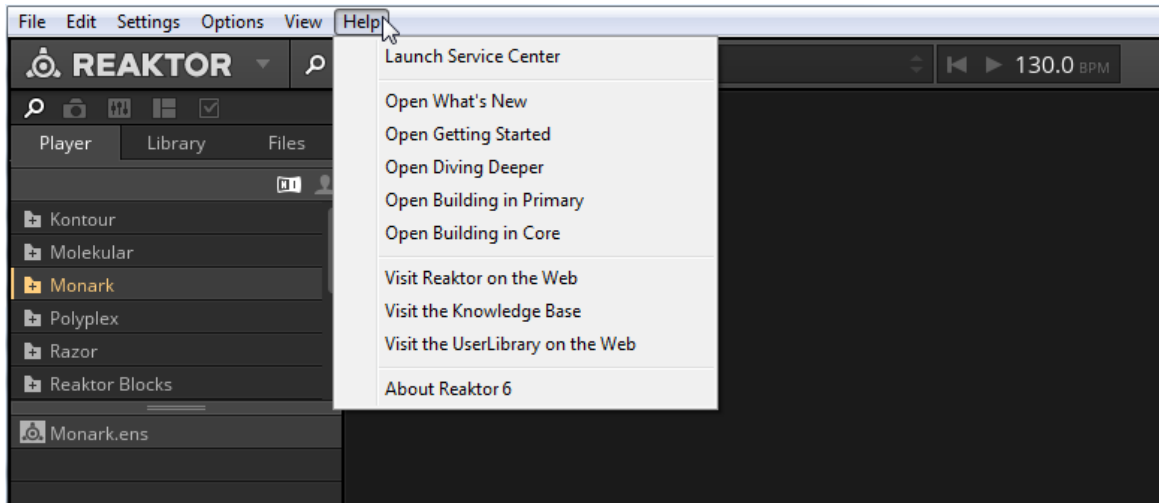 File Edit Settings Options View Help
REAKTOR
130.0 BPM
Player Library Files
NI
Kontour
Molekular
Monark
Polyplex
Razor
Reaktor Blocks
Monark.ens
Launch Service Center
Open What's New
Open Getting Started
Open Diving Deeper
Open Building in Primary
Open Building in Core
Visit Reaktor on the Web
Visit the Knowledge Base
Visit the UserLibrary on the Web
About Reaktor 6